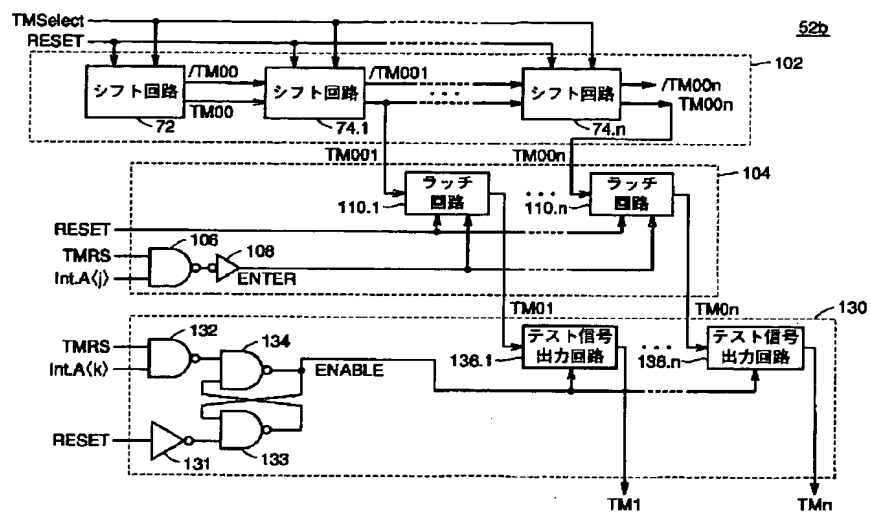 TMSelect
52b
RESET
102
/TM00
/TM001
/TM00n
シフト回路
シフト回路
シフト回路
TM00
TM00n
72
74.1
74.n
TM001
TM00n
104
ラッチ
回路
ラッチ
回路
110.1
110.n
RESET
106
108
TMRS
Int.A〈j〉
ENTER
TM01
TM0n
130
132
134
テスト信号
出力回路
テスト信号
出力回路
TMRS
136.1
136.n
Int.A〈k〉
ENABLE
RESET
131
133
TM1
TMn